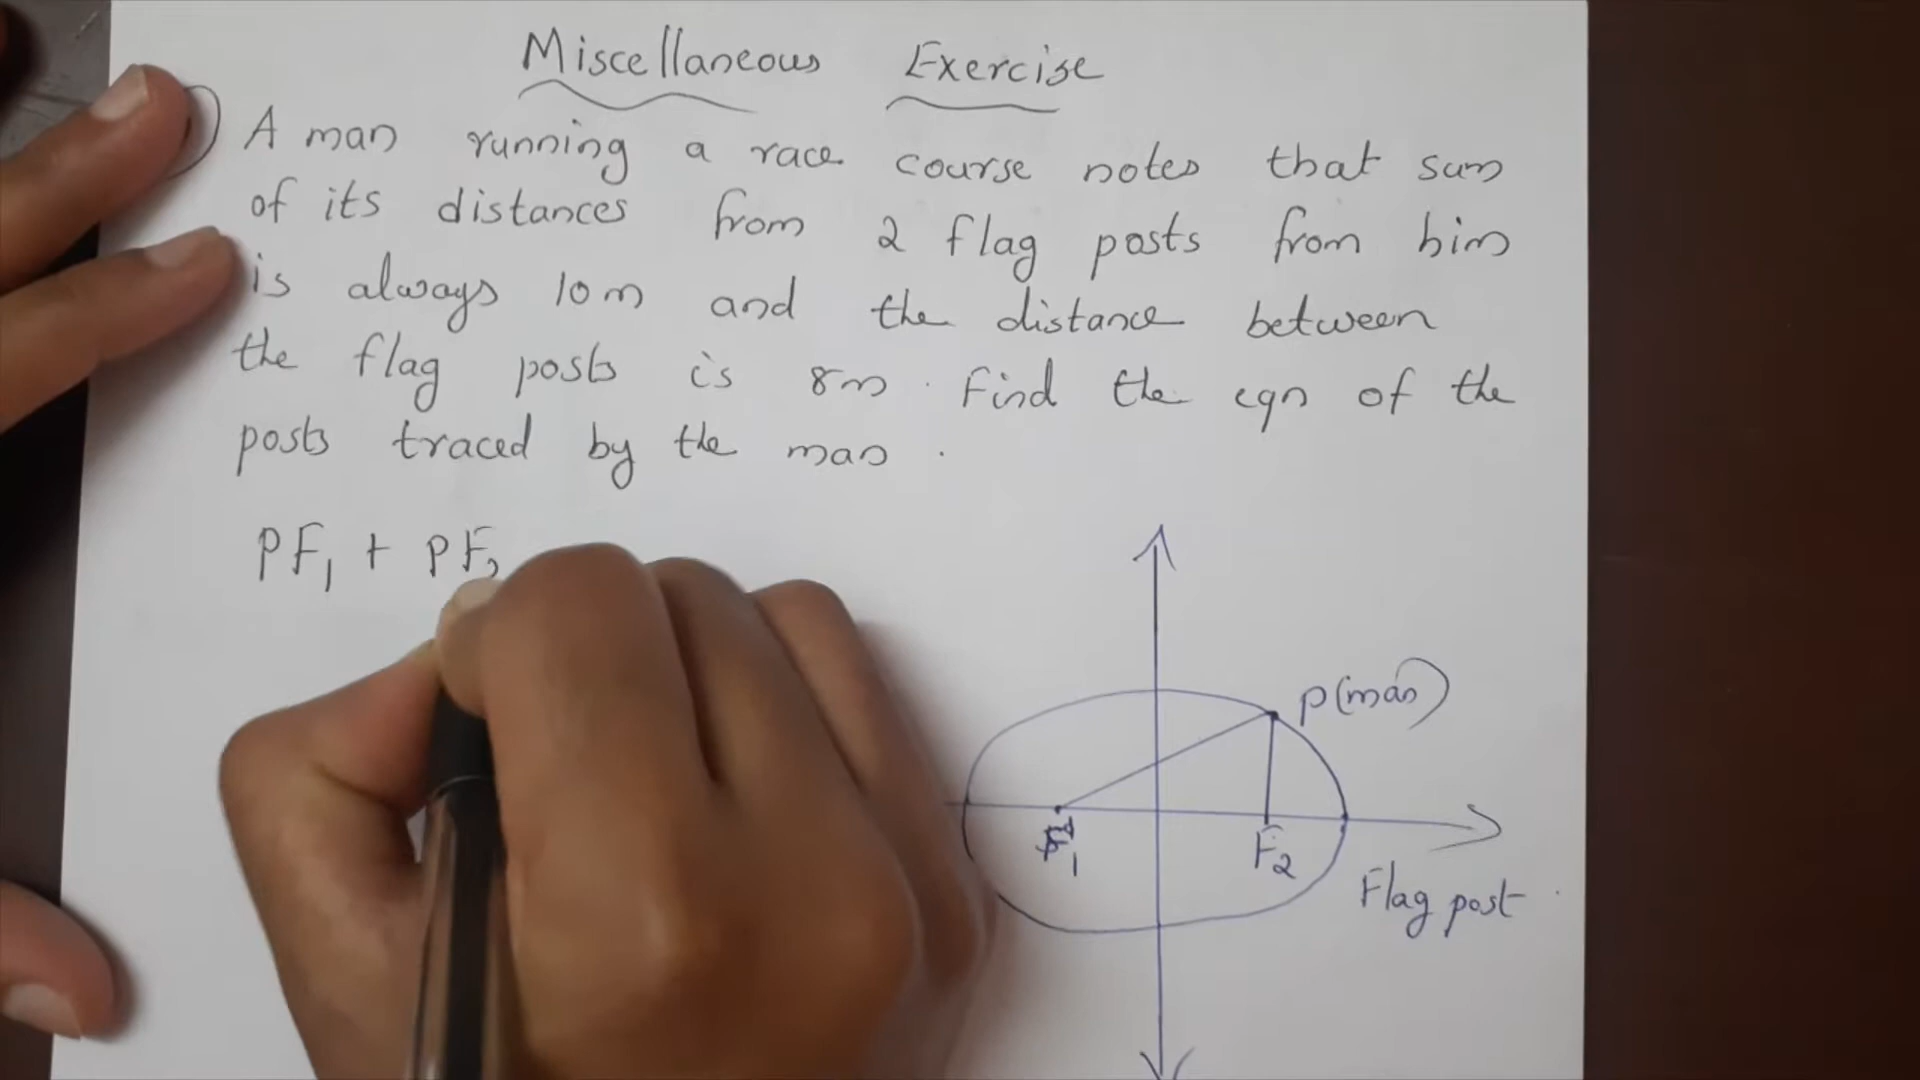 Miscellaneous Exercise
A man running a race course notes that sum
of its distances from 2 flag posts from him
is always 10m and the distance between
the flag posts is 8m. Find the eqn of the
posts traced by the man.
PF₁ + PF₂
P(man)
F₁
F₂
Flag post